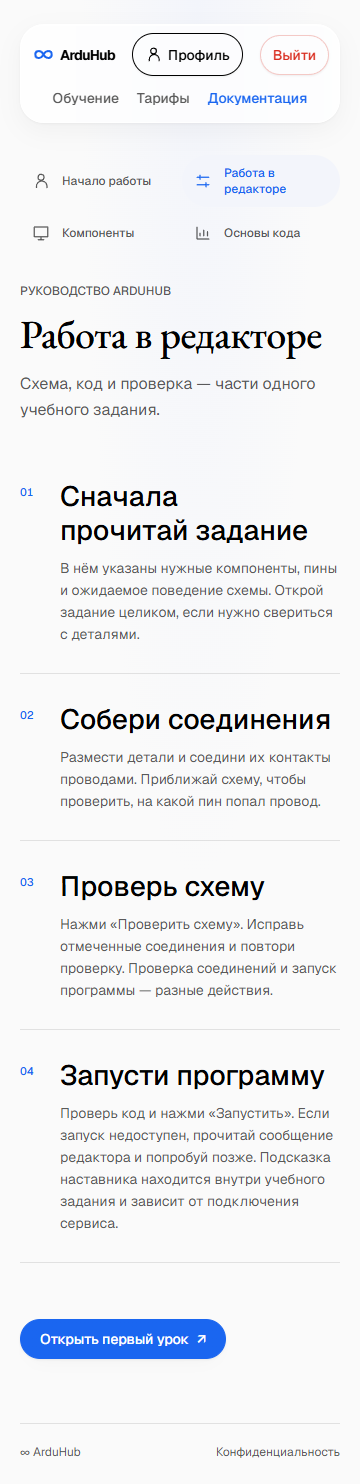 ArduHub
Профиль
Выйти
Обучение
Тарифы
Документация
Начало работы
Работа в
редакторе
Компоненты
Основы кода
РУКОВОДСТВО ARDUHUB
Работа в редакторе
Схема, код и проверка — части одного
учебного задания.
01
Сначала
прочитай задание
В нём указаны нужные компоненты, пины
и ожидаемое поведение схемы. Открой
задание целиком, если нужно свериться
с деталями.
02
Собери соединения
Размести детали и соедини их контакты
проводами. Приближай схему, чтобы
проверить, на какой пин попал провод.
03
Проверь схему
Нажми «Проверить схему». Исправь
отмеченные соединения и повтори
проверку. Проверка соединений и запуск
программы — разные действия.
04
Запусти программу
Проверь код и нажми «Запустить». Если
запуск недоступен, прочитай сообщение
редактора и попробуй позже. Подсказка
наставника находится внутри учебного
задания и зависит от подключения
сервиса.
Открыть первый урок ↗
∞ ArduHub
Конфиденциальность